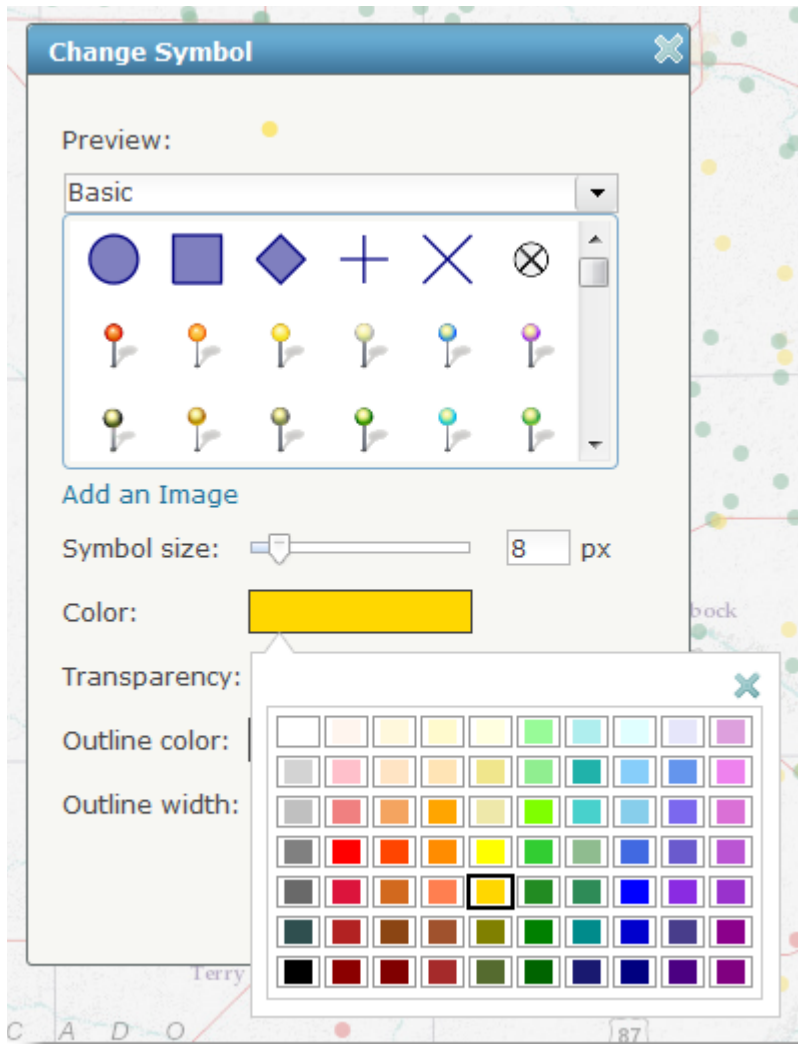 Change Symbol
Preview:
Basic
Add an Image
Symbol size: 8 px
Color:
bock
Transparency:
Outline color:
Outline width:
Terry
C A D O
87